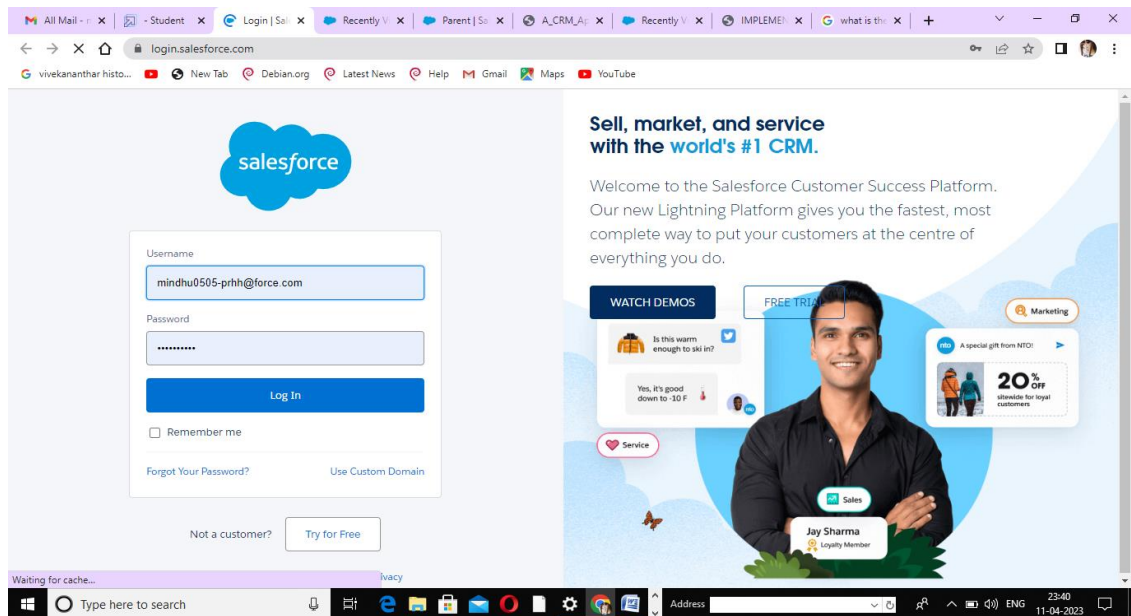 All Mail -
- Student
Login | Sal
Recently V
Parent | Sa
A_CRM_Ap
Recently V
IMPLEMEN
what is the
login.salesforce.com
vivekananthar histo...
New Tab
Debian.org
Latest News
Help
Gmail
Maps
YouTube
salesforce
Username
mindhu0505-prhh@force.com
Password
Log In
Remember me
Forgot Your Password?
Use Custom Domain
Not a customer?
Try for Free
ivacy
Waiting for cache...
Sell, market, and service
with the world's #1 CRM.
Welcome to the Salesforce Customer Success Platform.
Our new Lightning Platform gives you the fastest, most
complete way to put your customers at the centre of
everything you do.
WATCH DEMOS
FREE TRIAL
Is this warm
enough to ski in?
Yes, it's good
down to -10 F
nto
Service
Marketing
nto
A special gift from NTO!
20% OFF
sitewide for loyal
customers
Sales
Jay Sharma
Loyalty Member
Type here to search
Address
ENG
23:40
11-04-2023